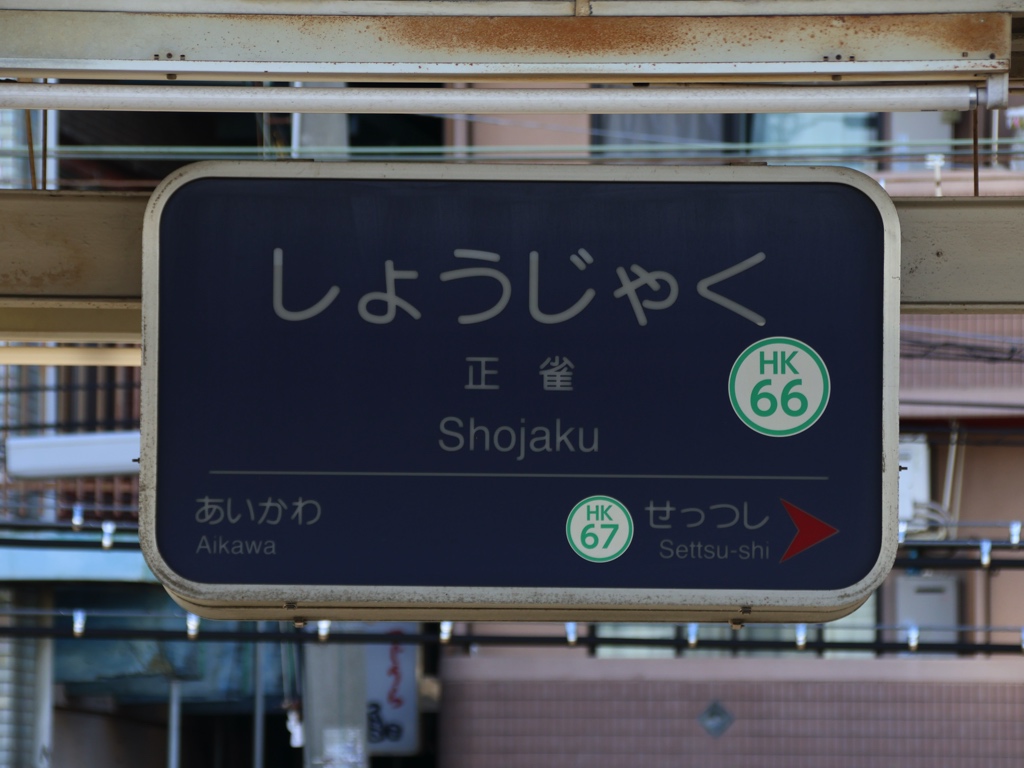 しょうじゃく
正 雀
HK
66
Shojaku
あいかわ
Aikawa
HK
67
せっつし
Settsu-shi